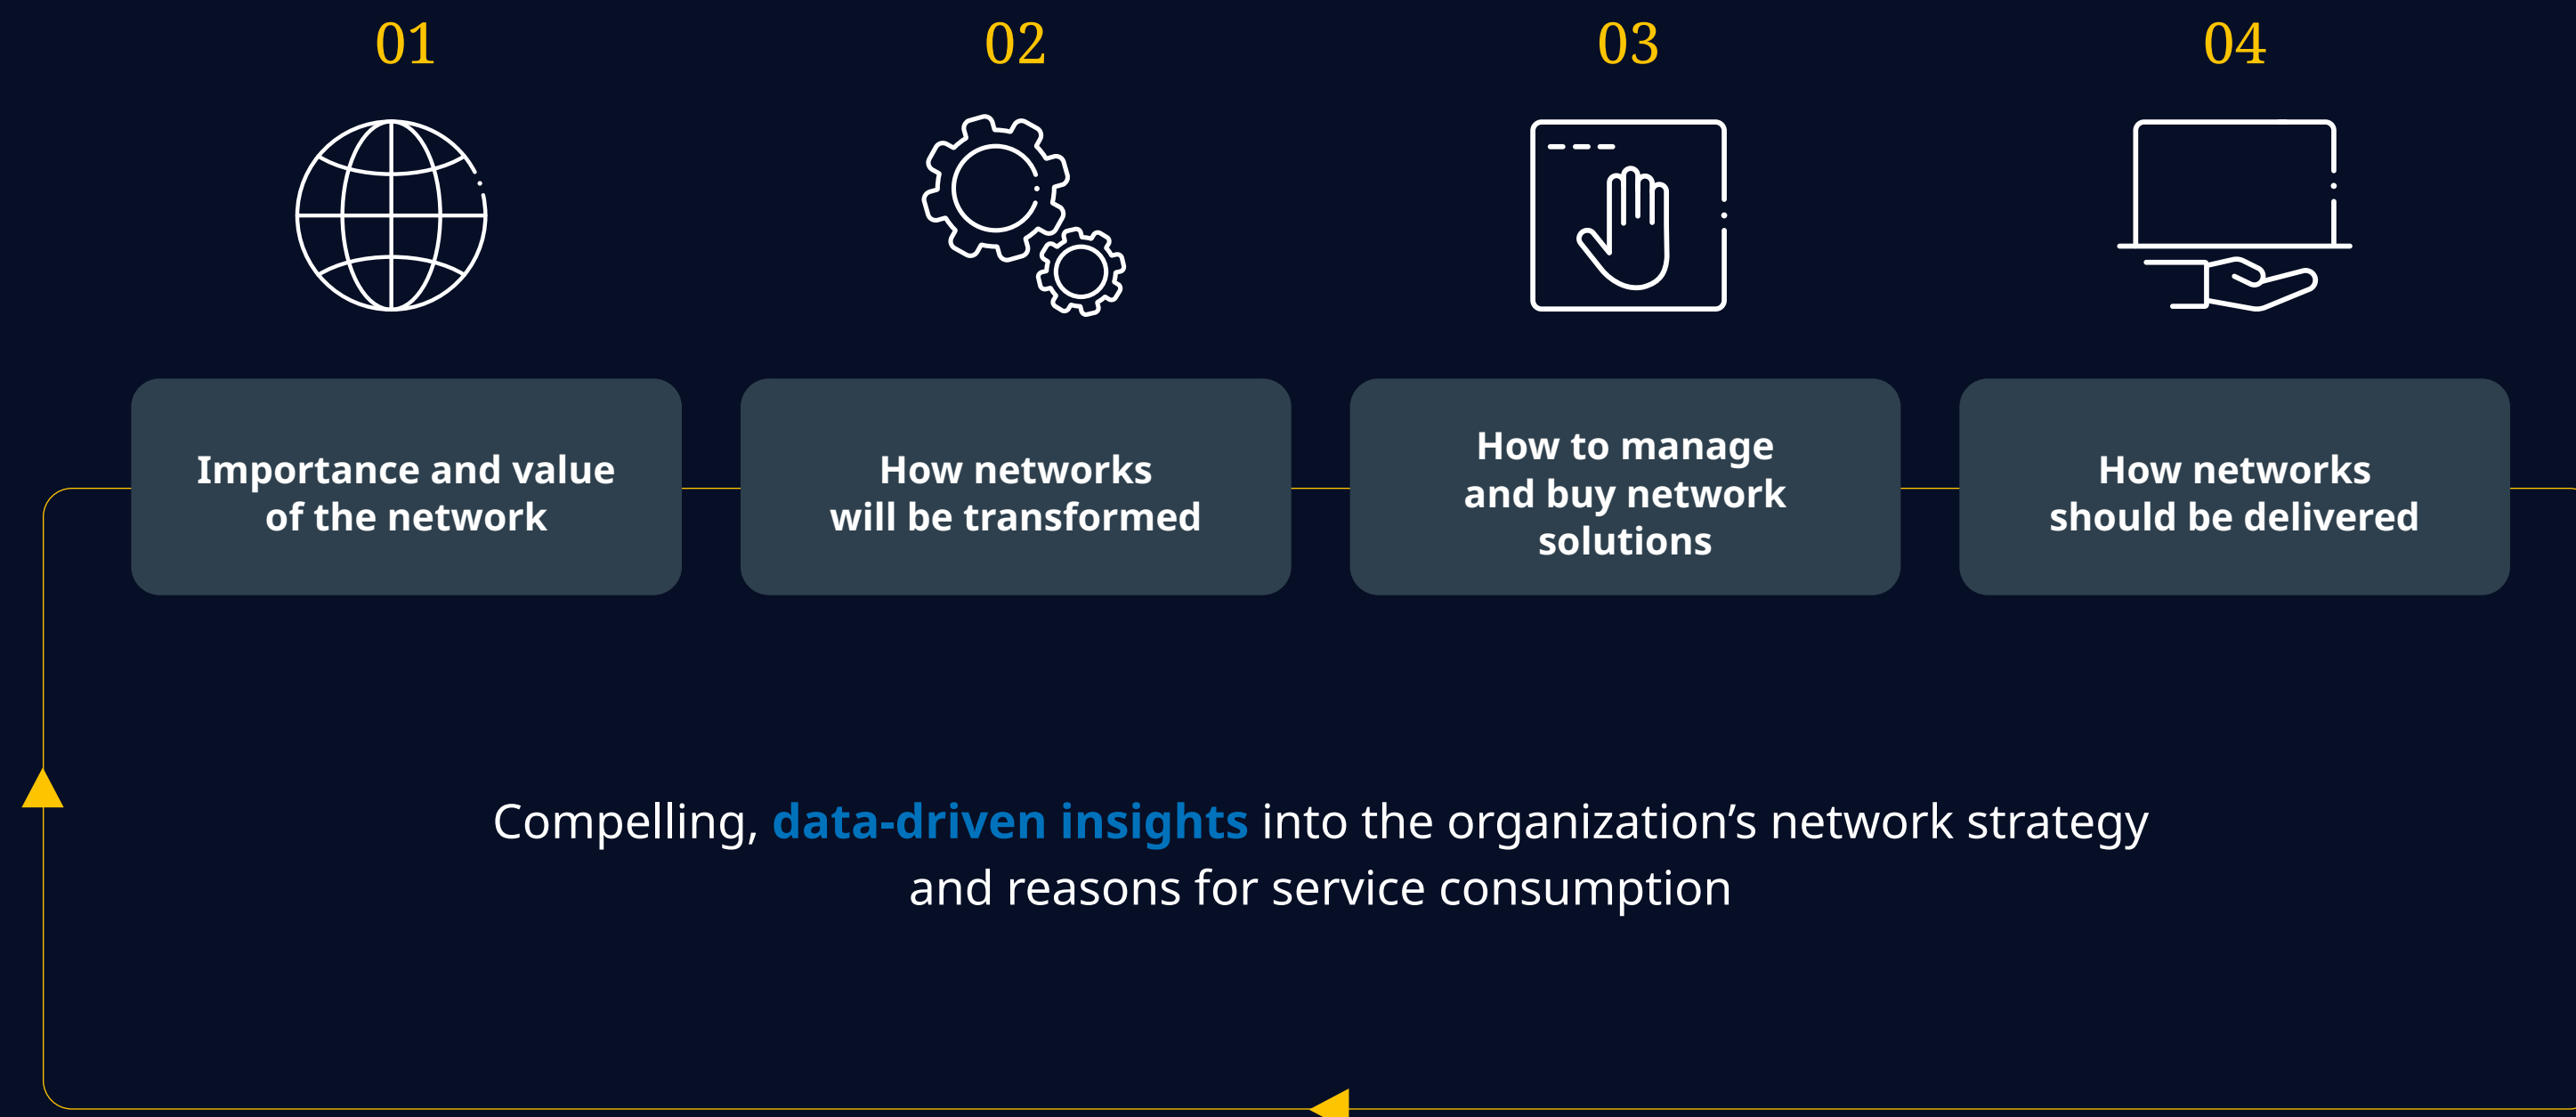 01
02
03
04
Importance and value
of the network
How networks
will be transformed
How to manage
and buy network
solutions
How networks
should be delivered
Compelling, data-driven insights into the organization’s network strategy
and reasons for service consumption